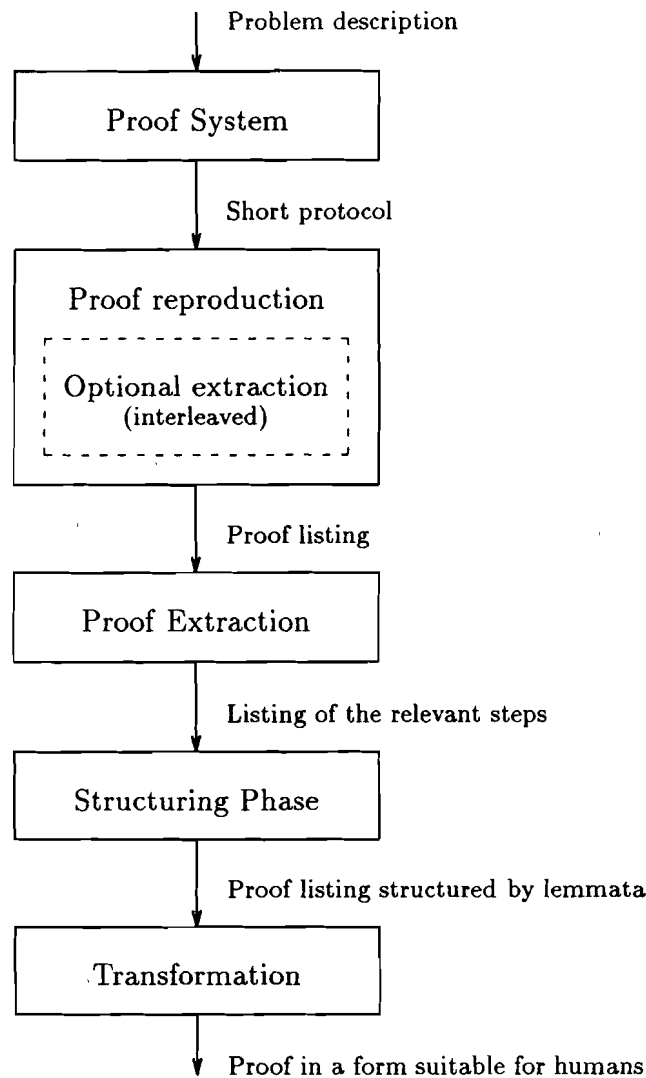 Problem description
Proof System
Short protocol
Proof reproduction
Optional extraction
(interleaved)
Proof listing
Proof Extraction
Listing of the relevant steps
Structuring Phase
Proof listing structured by lemmata
Transformation
Proof in a form suitable for humans